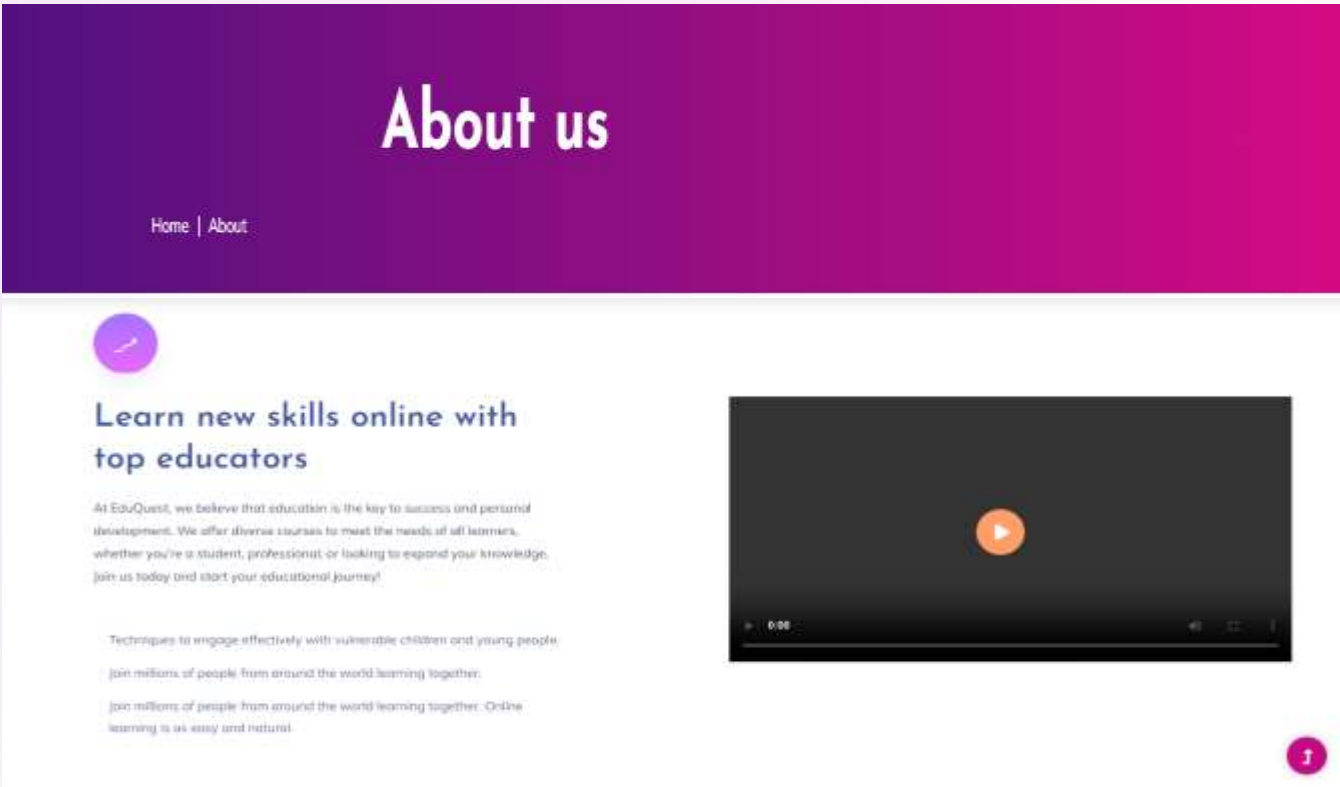 About us
Home | About
Learn new skills online with
top educators
At EduQuest, we believe that education is the key to success and personal
development. We offer diverse courses to meet the needs of all learners,
whether you're a student, professional, or looking to expand your knowledge.
Join us today and start your educational journey!
Techniques to engage effectively with vulnerable children and young people.
Join millions of people from around the world learning together.
Join millions of people from around the world learning together. Online
learning is as easy and natural.
0:00